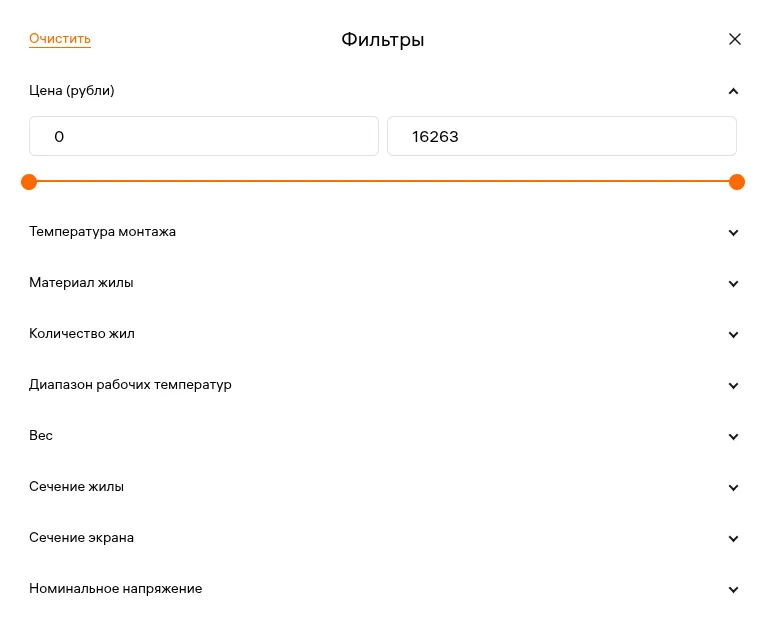 Очистить
Фильтры
Цена (рубли)
0
16263
Температура монтажа
Материал жилы
Количество жил
Диапазон рабочих температур
Вес
Сечение жилы
Сечение экрана
Номинальное напряжение